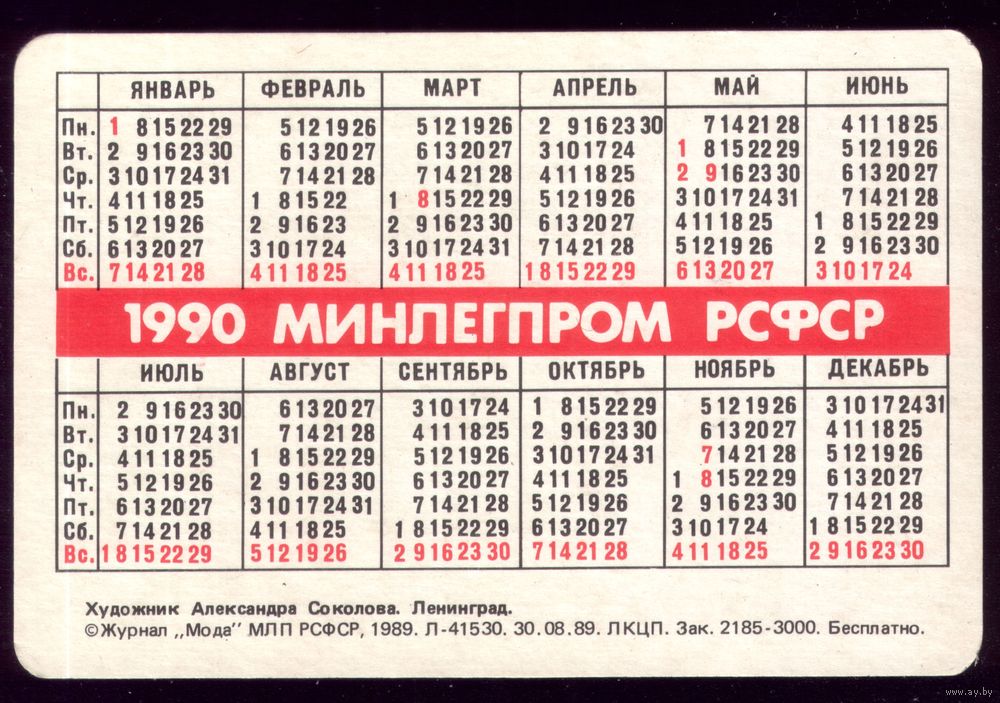 ЯНВАРЬ ФЕВРАЛЬ МАРТ АПРЕЛЬ МАЙ ИЮНЬ
Пн. 1 8 15 22 29 5 12 19 26 5 12 19 26 2 9 16 23 30 7 14 21 28 4 11 18 25
Вт. 2 9 16 23 30 6 13 20 27 6 13 20 27 3 10 17 24 1 8 15 22 29 5 12 19 26
Ср. 3 10 17 24 31 7 14 21 28 7 14 21 28 4 11 18 25 2 9 16 23 30 6 13 20 27
Чт. 4 11 18 25 1 8 15 22 1 8 15 22 29 5 12 19 26 3 10 17 24 31 7 14 21 28
Пт. 5 12 19 26 2 9 16 23 2 9 16 23 30 6 13 20 27 4 11 18 25 1 8 15 22 29
Сб. 6 13 20 27 3 10 17 24 3 10 17 24 31 7 14 21 28 5 12 19 26 2 9 16 23 30
Вс. 7 14 21 28 4 11 18 25 4 11 18 25 1 8 15 22 29 6 13 20 27 3 10 17 24
1990 МИНЛЕГПРОМ РСФСР
ИЮЛЬ АВГУСТ СЕНТЯБРЬ ОКТЯБРЬ НОЯБРЬ ДЕКАБРЬ
Пн. 2 9 16 23 30 6 13 20 27 3 10 17 24 1 8 15 22 29 5 12 19 26 3 10 17 24 31
Вт. 3 10 17 24 31 7 14 21 28 4 11 18 25 2 9 16 23 30 6 13 20 27 4 11 18 25
Ср. 4 11 18 25 1 8 15 22 29 5 12 19 26 3 10 17 24 31 7 14 21 28 5 12 19 26
Чт. 5 12 19 26 2 9 16 23 30 6 13 20 27 4 11 18 25 1 8 15 22 29 6 13 20 27
Пт. 6 13 20 27 3 10 17 24 31 7 14 21 28 5 12 19 26 2 9 16 23 30 7 14 21 28
Сб. 7 14 21 28 4 11 18 25 1 8 15 22 29 6 13 20 27 3 10 17 24 1 8 15 22 29
Вс. 1 8 15 22 29 5 12 19 26 2 9 16 23 30 7 14 21 28 4 11 18 25 2 9 16 23 30
Художник Александра Соколова. Ленинград.
©Журнал „Мода" МЛП РСФСР, 1989. Л-41530. 30.08.89. ЛКЦП. Зак. 2185-3000. Бесплатно.
www.ay.by